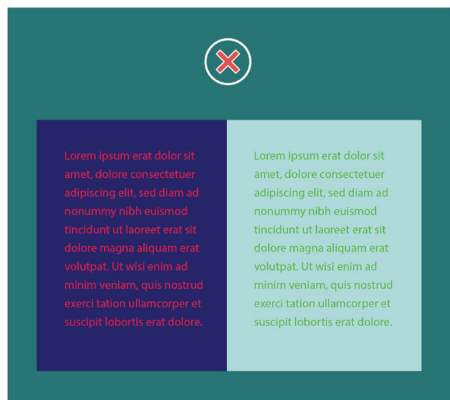 Lorem ipsum erat dolor sit
amet, dolore consectetuer
adipiscing elit, sed diam ad
nonummy nibh euismod
tincidunt ut laoreet erat sit
dolore magna aliquam erat
volutpat. Ut wisi enim ad
minim veniam, quis nostrud
exerci tation ullamcorper et
suscipit lobortis erat dolore.
Lorem ipsum erat dolor sit
amet, dolore consectetuer
adipiscing elit, sed diam ad
nonummy nibh euismod
tincidunt ut laoreet erat sit
dolore magna aliquam erat
volutpat. Ut wisi enim ad
minim veniam, quis nostrud
exerci tation ullamcorper et
suscipit lobortis erat dolore.